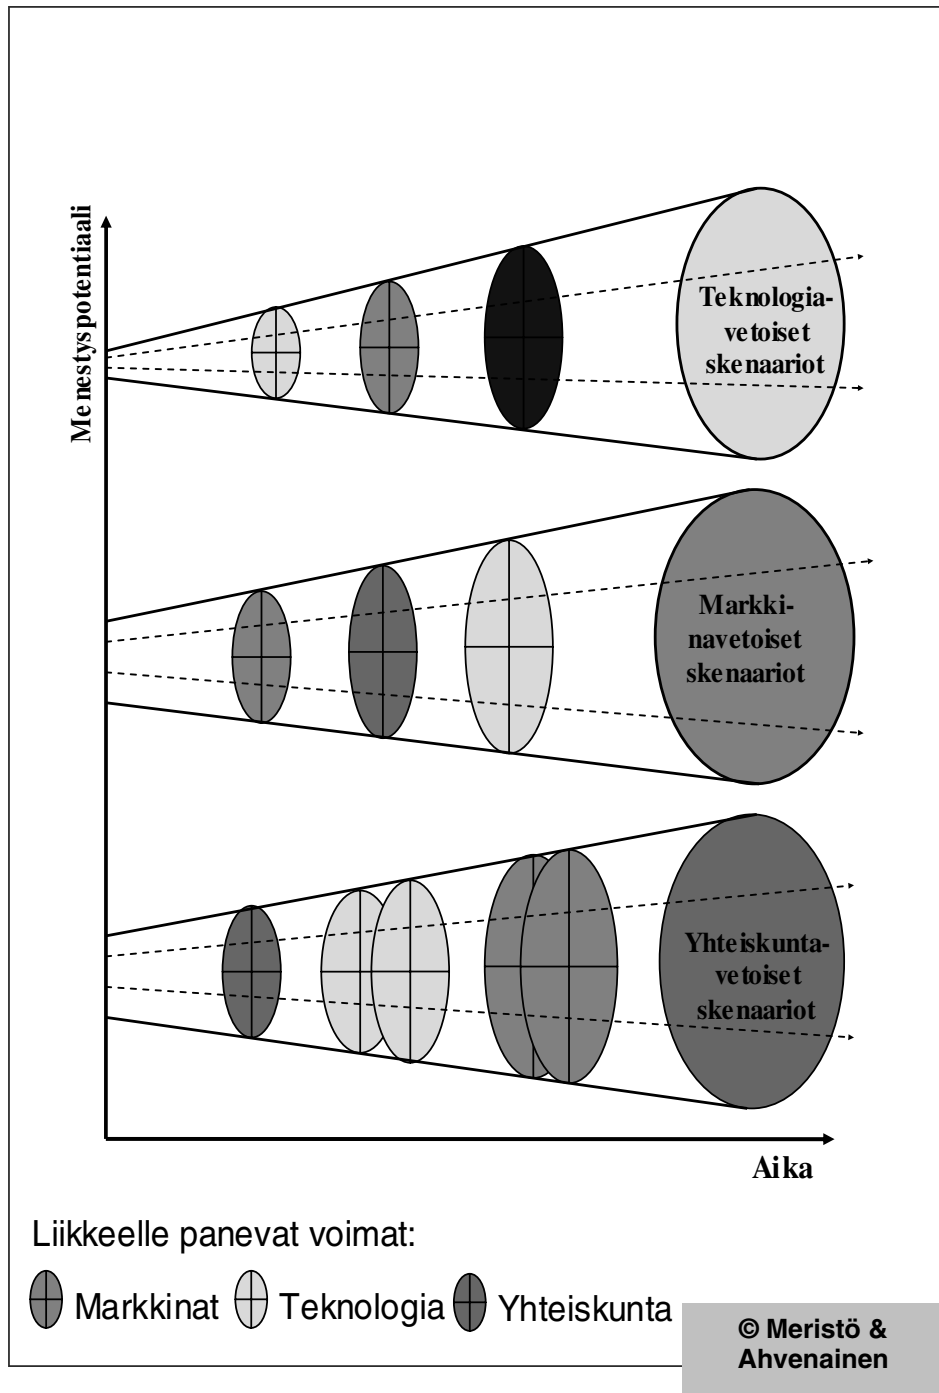 Menestyspotentiaali
Teknologia-
vetoiset
skenaariot
Markki-
navetoiset
skenaariot
Yhteiskunta-
vetoiset
skenaariot
Aika
Liikkeelle panevat voimat:
Markkinat Teknologia Yhteiskunta
© Meristö &
Ahvenainen